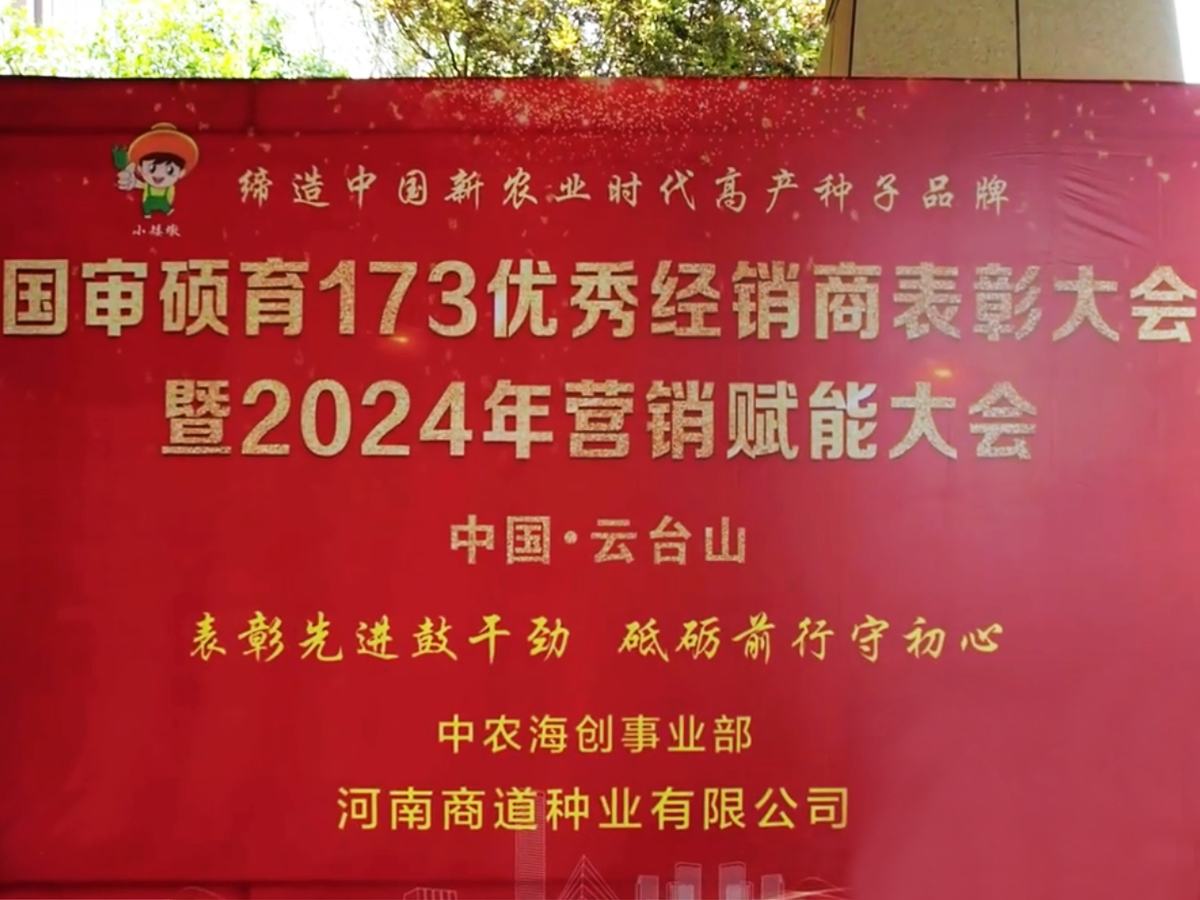 缔造中国新农业时代高产种子品牌
国审硕育173优秀经销商表彰大会
暨2024年营销赋能大会
中国·云台山
表彰先进鼓干劲 砥砺前行守初心
中农海创事业部
河南商道种业有限公司